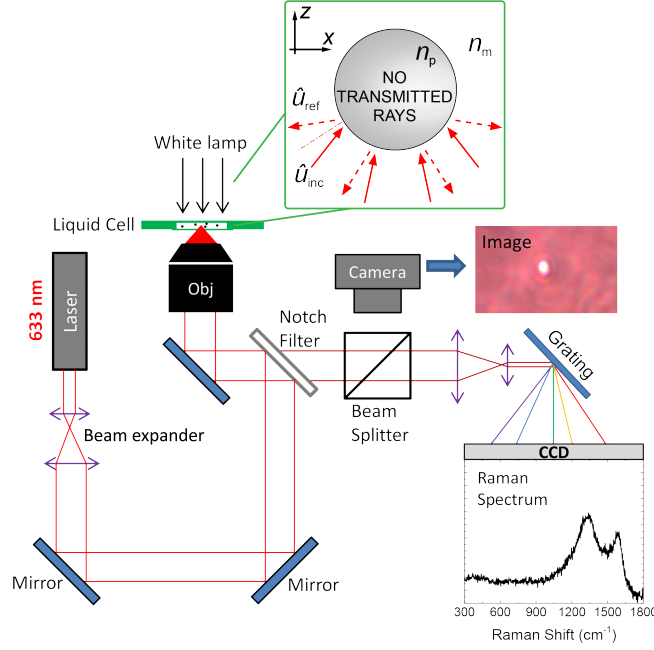 z
x
n_p
n_m
NO
TRANSMITTED
RAYS
û_ref
û_inc
White lamp
Liquid Cell
Obj
633 nm
Laser
Camera
Image
Notch
Filter
Grating
Beam
Splitter
Beam expander
CCD
Raman
Spectrum
Mirror
Mirror
300 600 900 1200 1500 1800
Raman Shift (cm⁻¹)